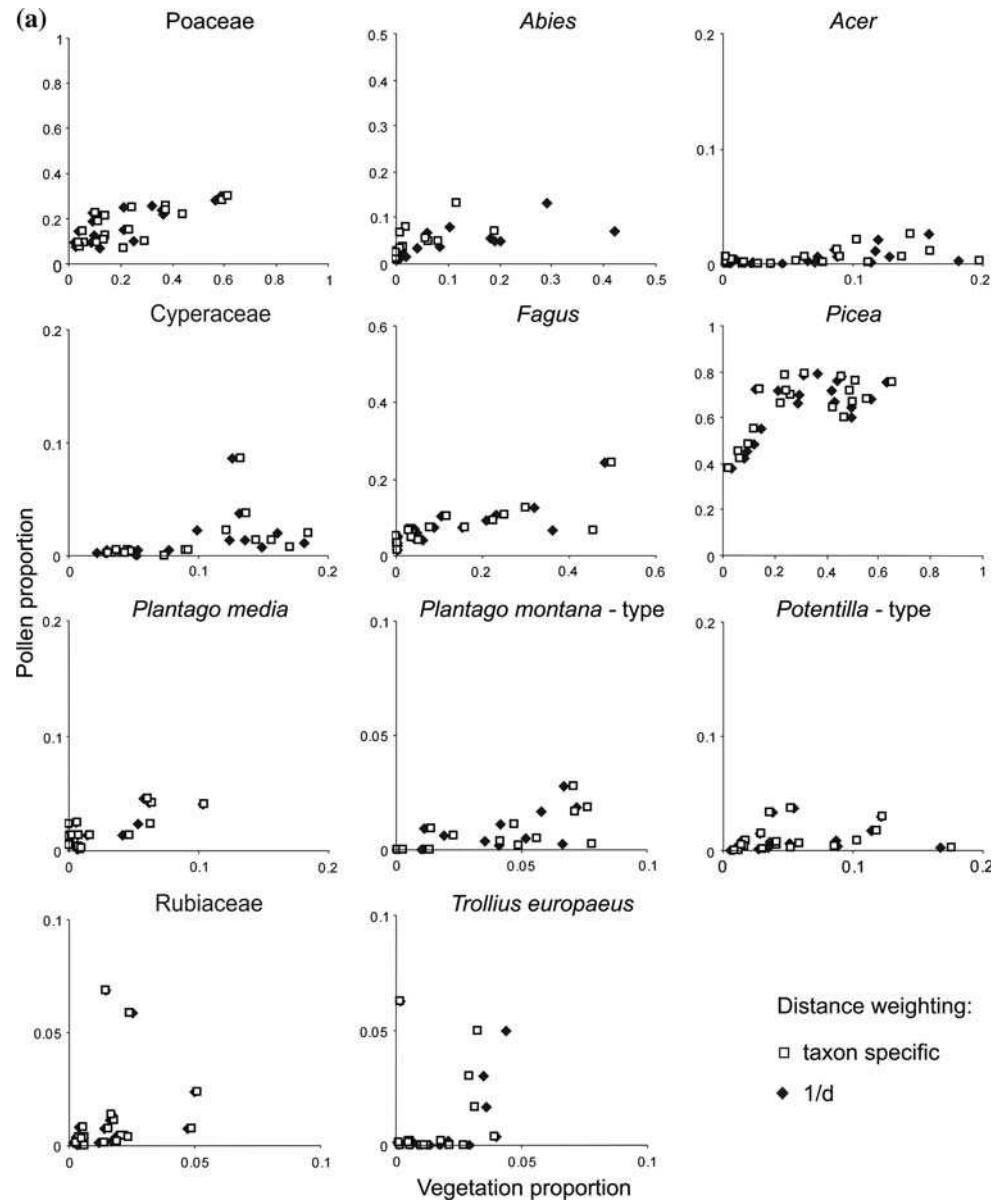 (a)
Poaceae
Abies
Acer
1
0.8
0.6
0.4
0.2
0
0 0.2 0.4 0.6 0.8 1
0.5
0.4
0.3
0.2
0.1
0
0 0.1 0.2 0.3 0.4 0.5
0.2
0.1
0
0 0.1 0.2
Cyperaceae
Fagus
Picea
0.2
0.1
0
0 0.1 0.2
0.6
0.4
0.2
0
0 0.2 0.4 0.6
1
0.8
0.6
0.4
0.2
0
0 0.2 0.4 0.6 0.8 1
Pollen proportion
Plantago media
Plantago montana - type
Potentilla - type
0.2
0.1
0
0 0.1 0.2
0.1
0.05
0
0 0.05 0.1
0.2
0.1
0
0 0.1 0.2
Rubiaceae
Trollius europaeus
0.1
0.05
0
0 0.05 0.1
0.1
0.05
0
0 0.05 0.1
Distance weighting:
taxon specific
1/d
Vegetation proportion